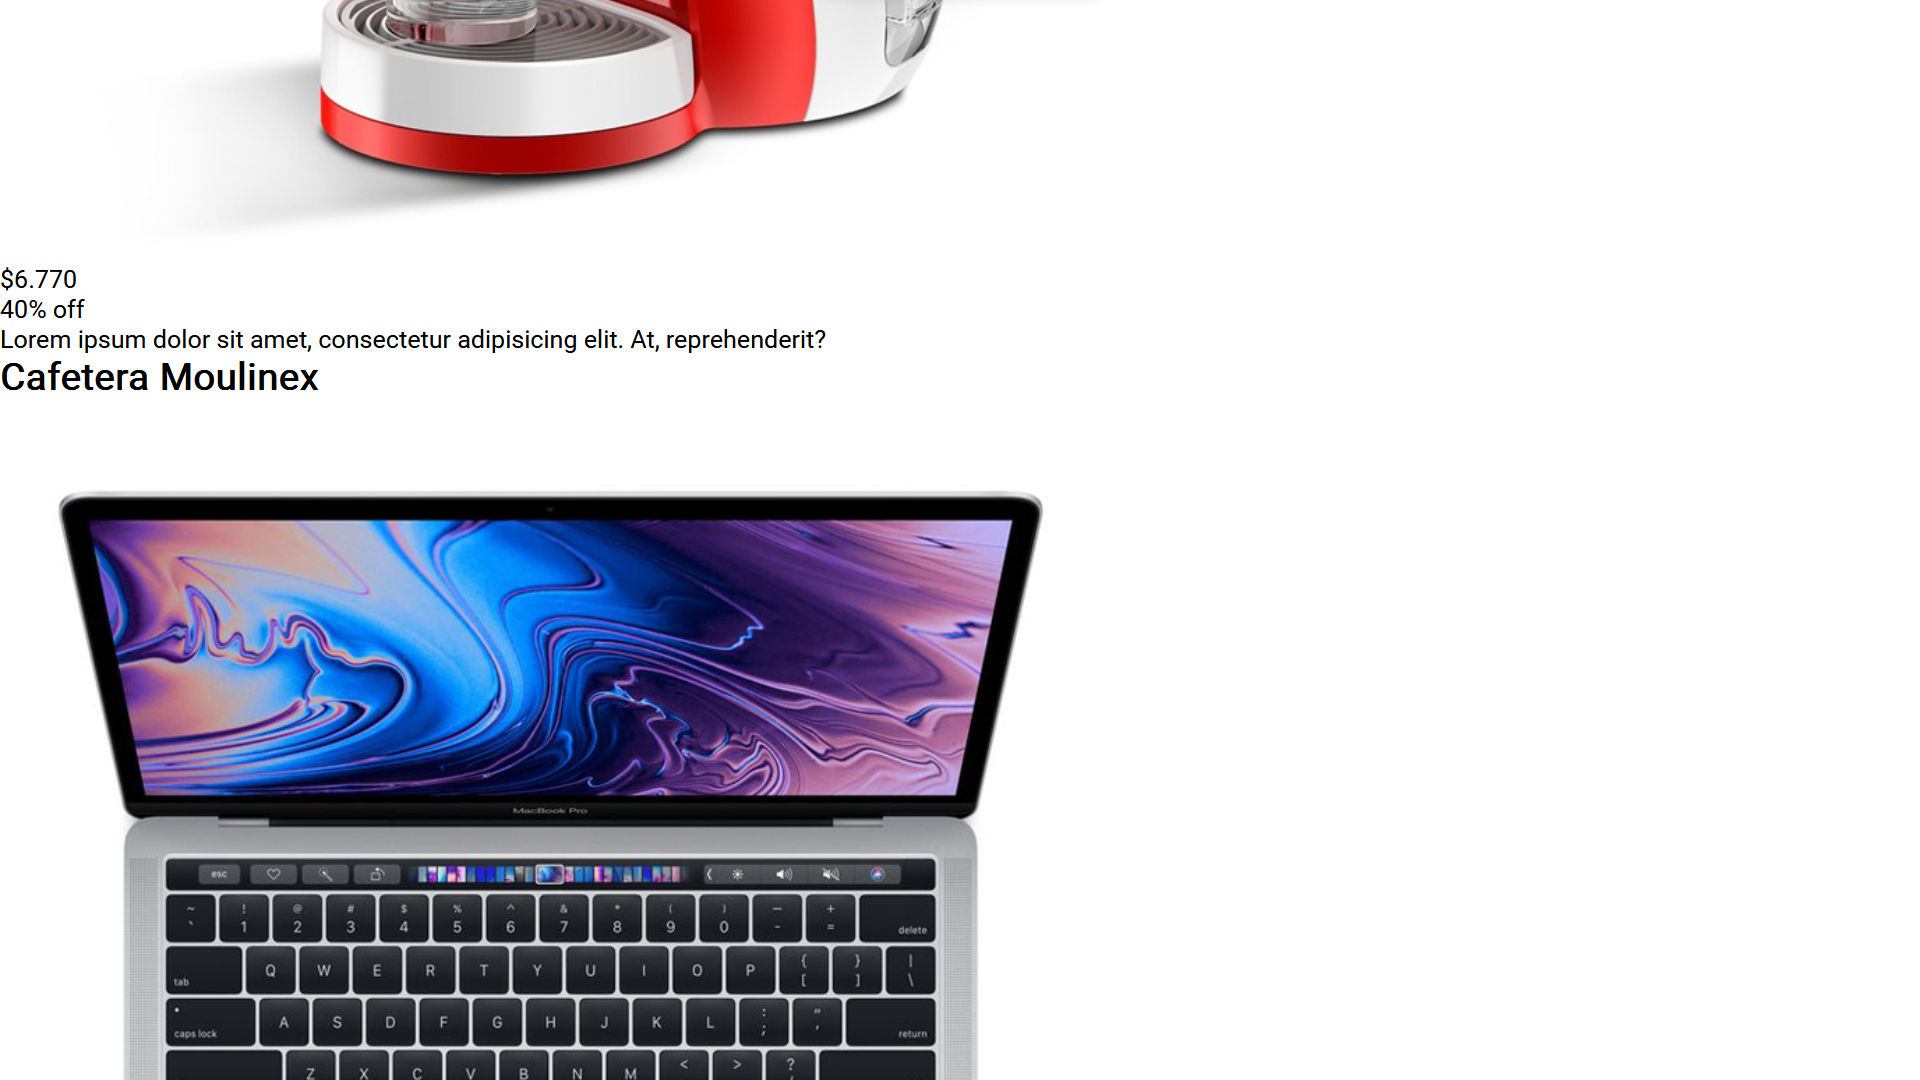 $6.770
40% off
Lorem ipsum dolor sit amet, consectetur adipisicing elit. At, reprehenderit?
Cafetera Moulinex
MacBook Pro
esc
~ ! @ # $ % ^ & * ( ) — +
` 1 2 3 4 5 6 7 8 9 0 - = delete
tab Q W E R T Y U I O P { [ } ] | \
caps lock A S D F G H J K L : ; " ' return
Z X C V B N M < > ?